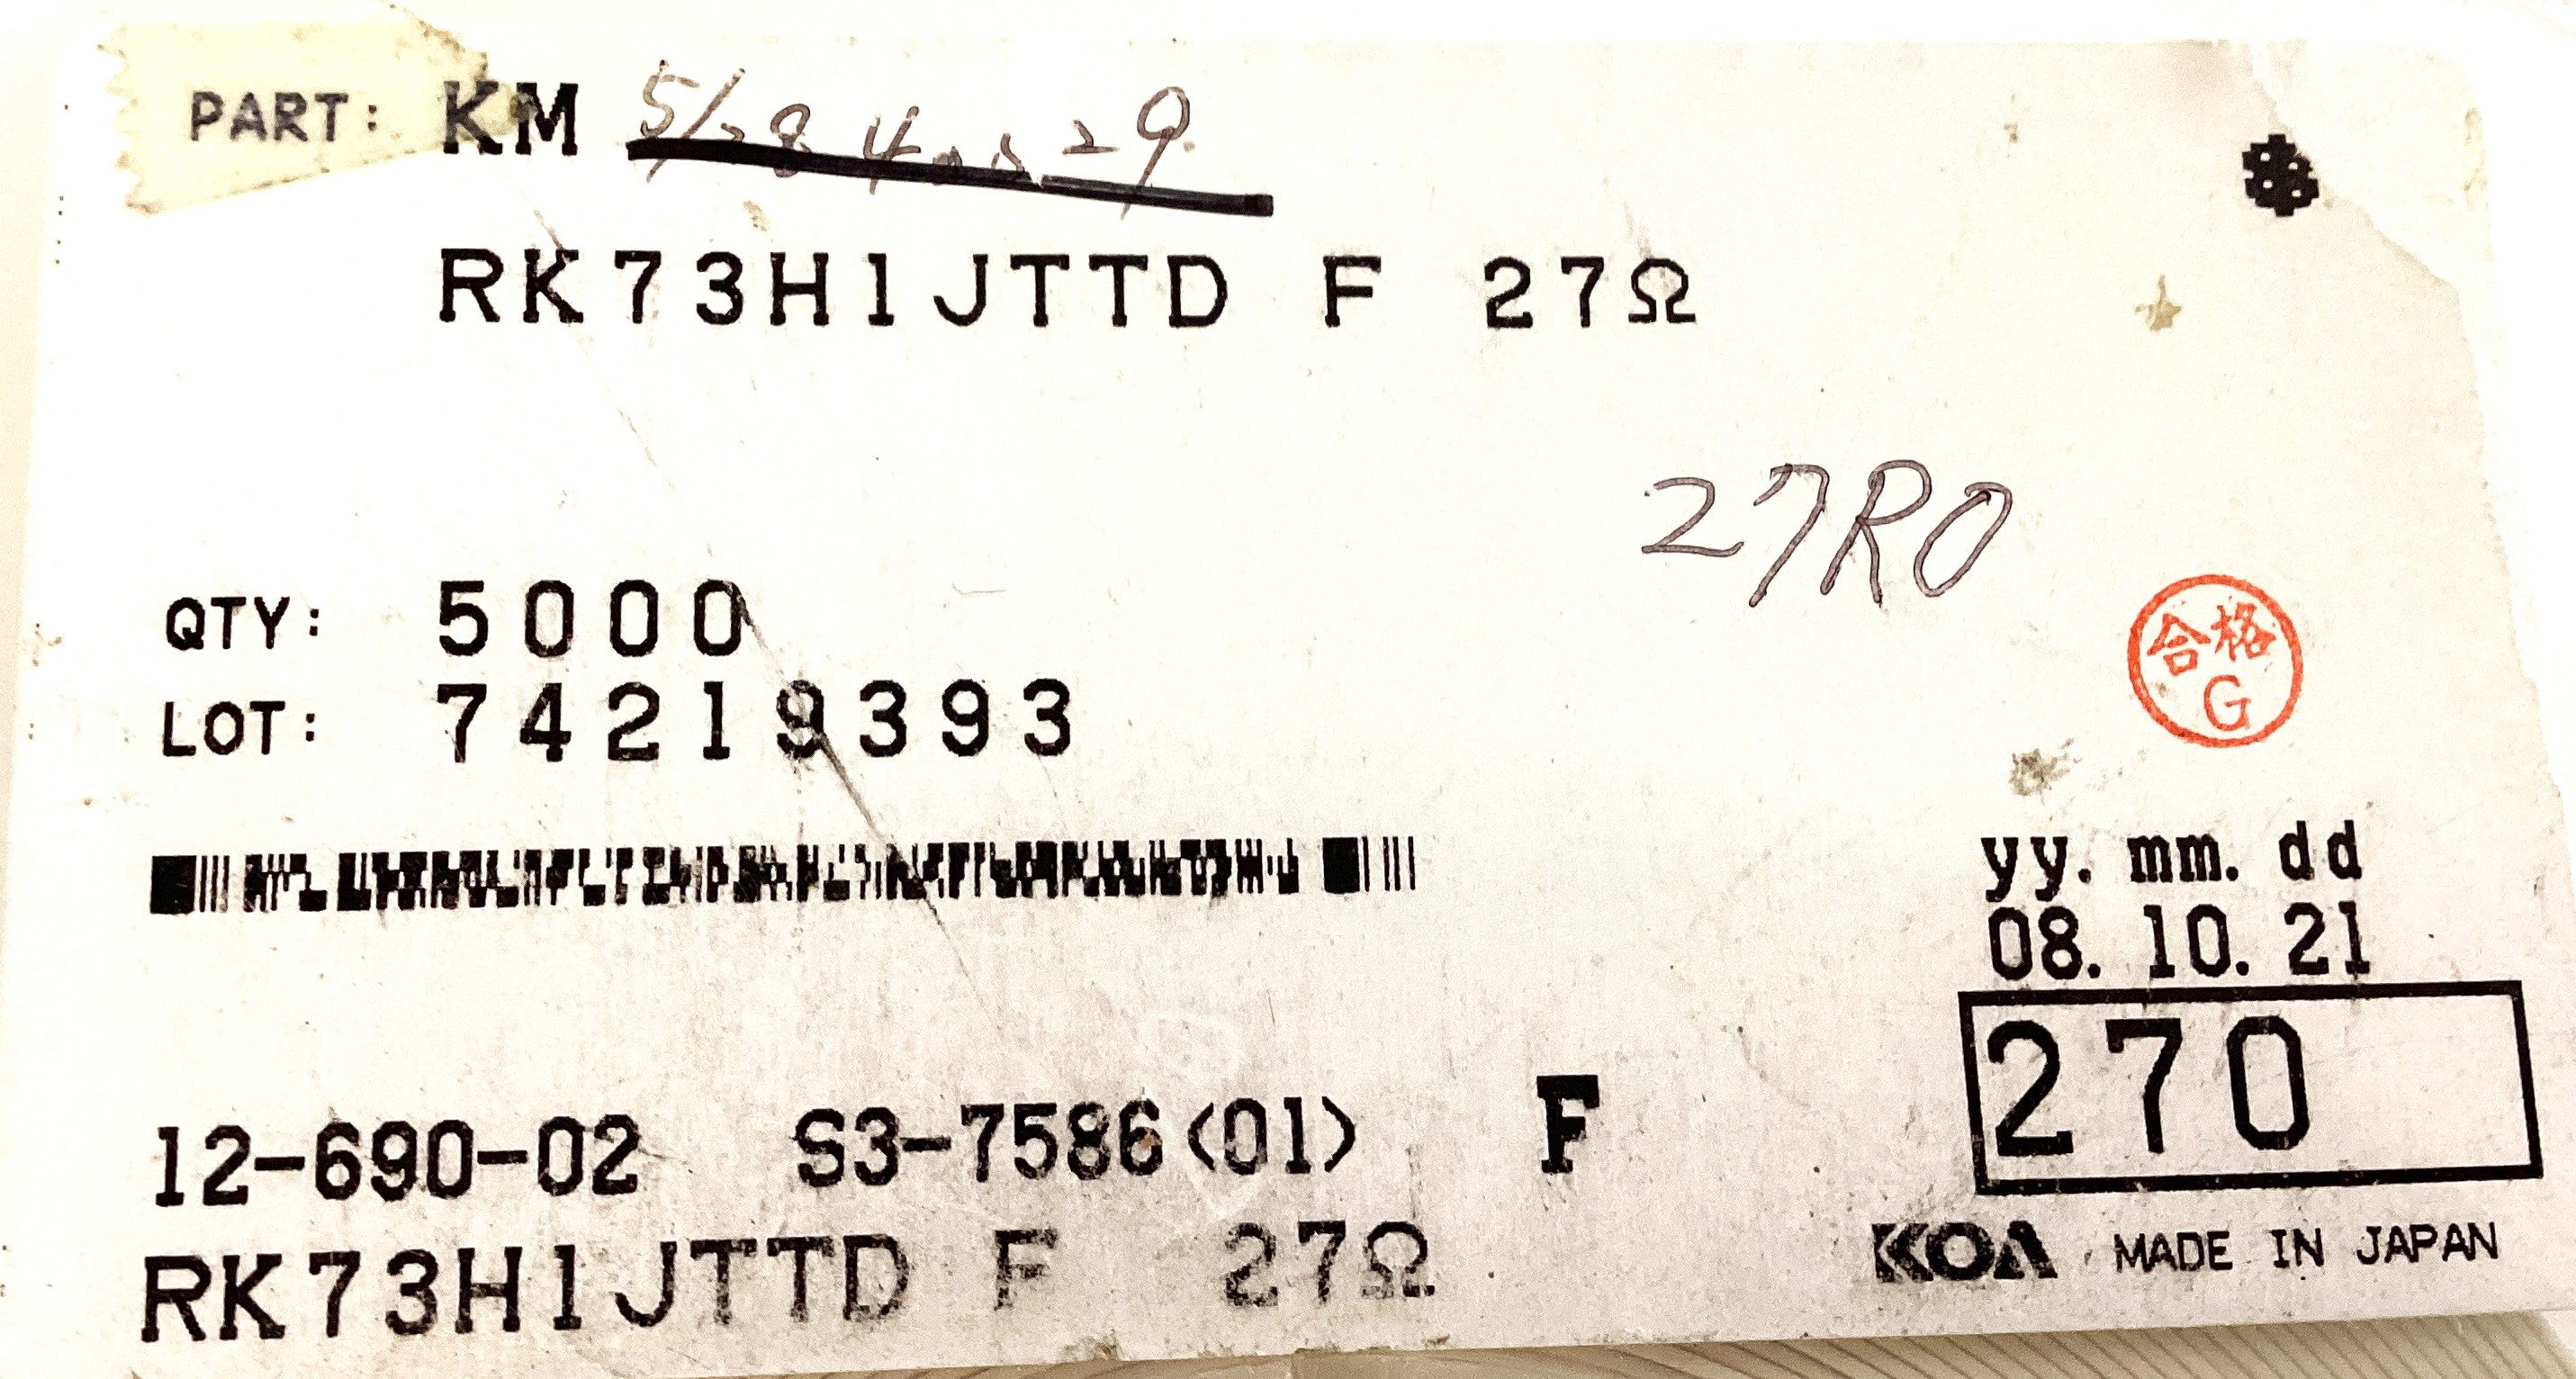 PART: KM
RK73H1JTTD F 27Ω
27R0
QTY: 5000
LOT: 74219393
合格
G
yy. mm. dd
08. 10. 21
270
12-690-02 S3-7586<01> F
RK73H1JTTD F 27Ω
KOA MADE IN JAPAN